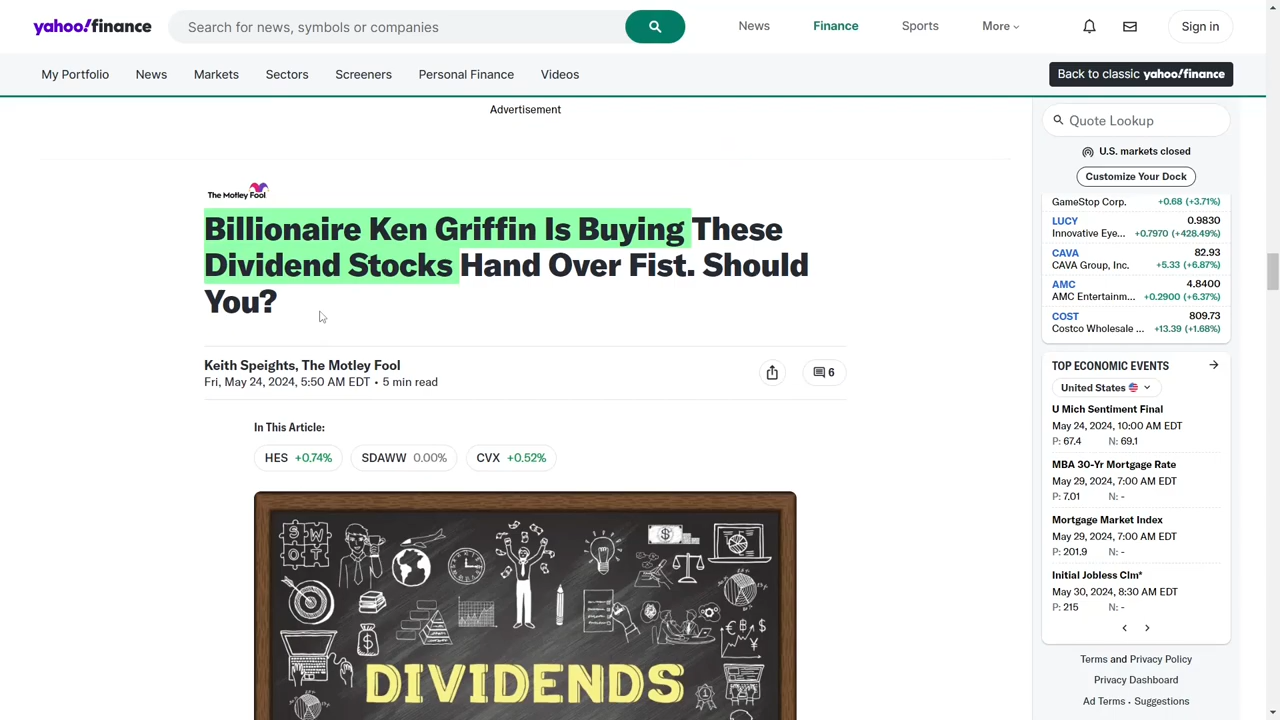 yahoo!finance
Search for news, symbols or companies
News
Finance
Sports
More
Sign in
My Portfolio
News
Markets
Sectors
Screeners
Personal Finance
Videos
Back to classic yahoo!finance
Advertisement
The Motley Fool
Billionaire Ken Griffin Is Buying These
Dividend Stocks Hand Over Fist. Should
You?
Keith Speights, The Motley Fool
Fri, May 24, 2024, 5:50 AM EDT • 5 min read
6
In This Article:
HES +0.74%
SDAWW 0.00%
CVX +0.52%
SWOT
DIVIDENDS
Quote Lookup
U.S. markets closed
Customize Your Dock
GameStop Corp. +0.68 (+3.71%)
LUCY 0.9830
Innovative Eye... +0.7970 (+428.49%)
CAVA 82.93
CAVA Group, Inc. +5.33 (+6.87%)
AMC 4.8400
AMC Entertainm... +0.2900 (+6.37%)
COST 809.73
Costco Wholesale ... +13.39 (+1.68%)
TOP ECONOMIC EVENTS
United States
U Mich Sentiment Final
May 24, 2024, 10:00 AM EDT
P: 67.4 N: 69.1
MBA 30-Yr Mortgage Rate
May 29, 2024, 7:00 AM EDT
P: 7.01 N: -
Mortgage Market Index
May 29, 2024, 7:00 AM EDT
P: 201.9 N: -
Initial Jobless Clm*
May 30, 2024, 8:30 AM EDT
P: 215 N: -
Terms and Privacy Policy
Privacy Dashboard
Ad Terms • Suggestions